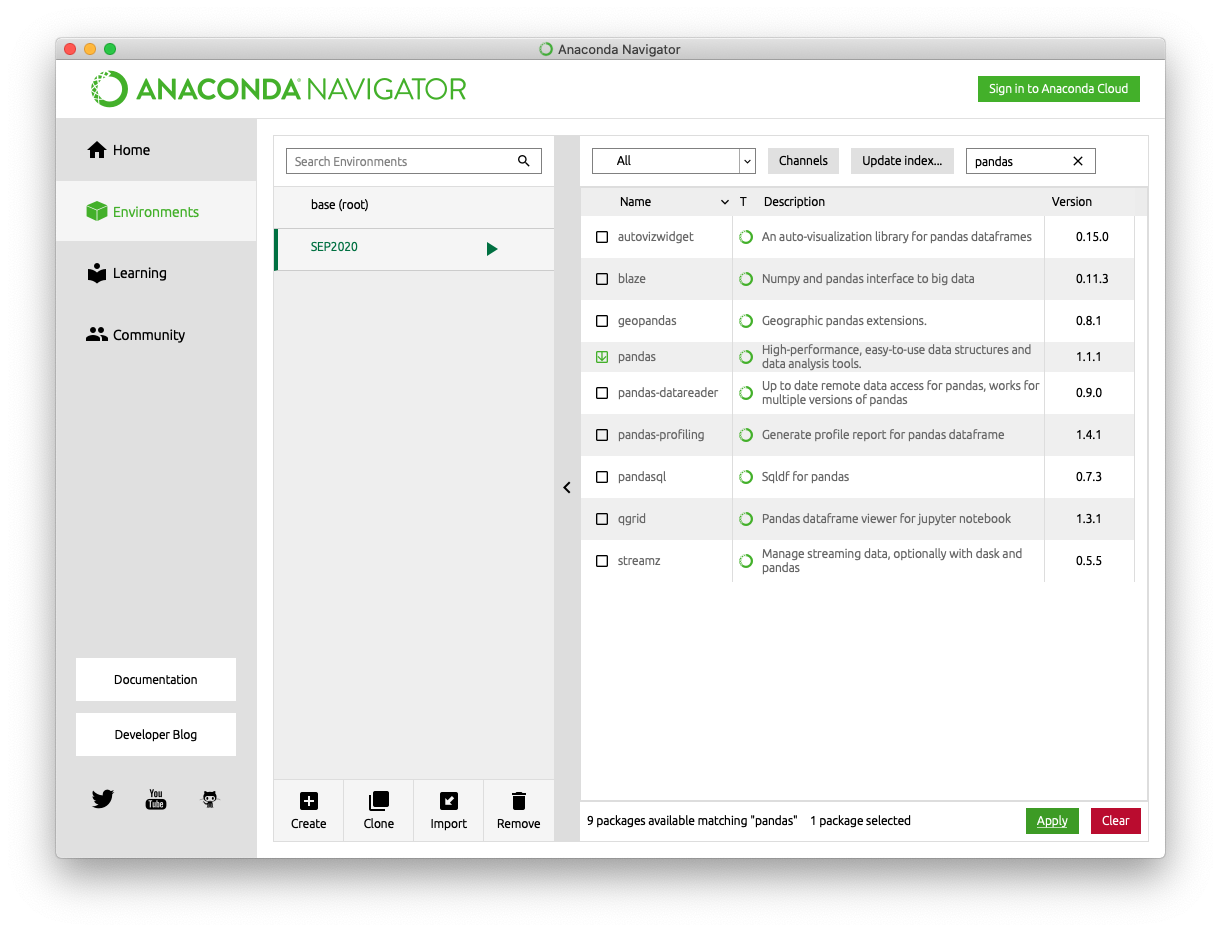 Anaconda Navigator
ANACONDA NAVIGATOR
Sign in to Anaconda Cloud
Home
Environments
Learning
Community
Documentation
Developer Blog
You
Tube
Search Environments
base (root)
SEP2020
Create
Clone
Import
Remove
All
Channels
Update index...
pandas
Name T Description Version
autovizwidget An auto-visualization library for pandas dataframes 0.15.0
blaze Numpy and pandas interface to big data 0.11.3
geopandas Geographic pandas extensions. 0.8.1
pandas High-performance, easy-to-use data structures and 1.1.1
data analysis tools.
pandas-datareader Up to date remote data access for pandas, works for 0.9.0
multiple versions of pandas
pandas-profiling Generate profile report for pandas dataframe 1.4.1
pandasql Sqldf for pandas 0.7.3
qgrid Pandas dataframe viewer for jupyter notebook 1.3.1
streamz Manage streaming data, optionally with dask and 0.5.5
pandas
9 packages available matching "pandas" 1 package selected
Apply
Clear